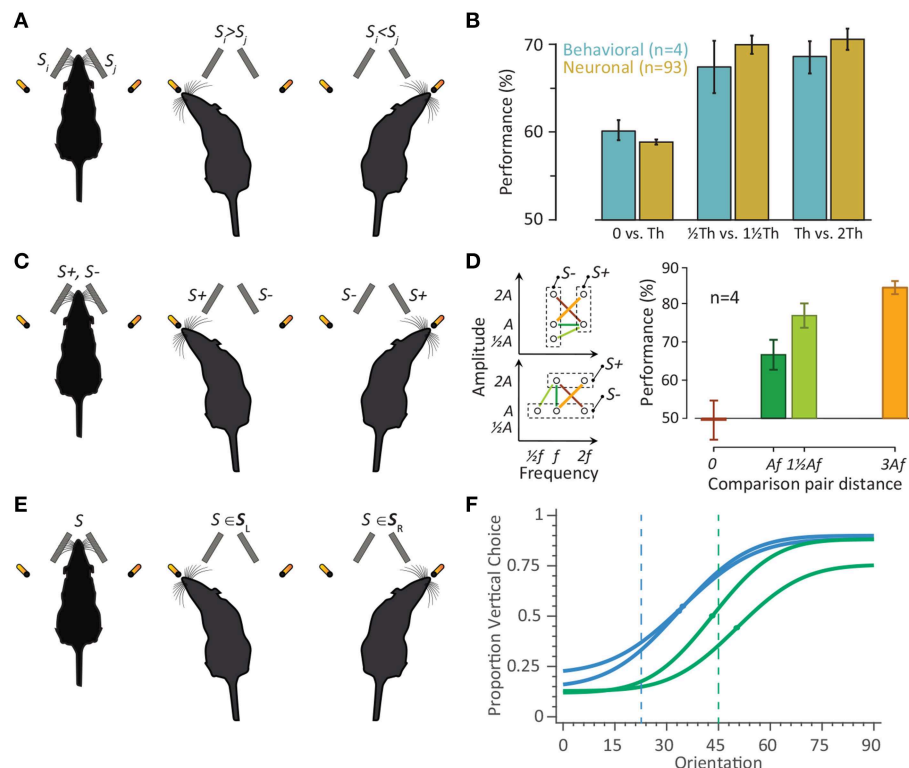 A
Si
Sj
Si>Sj
Si<Sj
B
Performance (%)
70
60
50
Behavioral (n=4)
Neuronal (n=93)
0 vs. Th
½Th vs. 1½Th
Th vs. 2Th
C
S+, S-
S+
S-
S-
S+
D
Amplitude
2A
A
½A
S-
S+
2A
A
½A
S+
S-
½f
f
2f
Frequency
Performance (%)
90
80
70
60
50
n=4
0
Af
1½Af
3Af
Comparison pair distance
E
S
S ∈SL
S ∈SR
F
Proportion Vertical Choice
1
0.75
0.5
0.25
0
0
15
30
45
60
75
90
Orientation